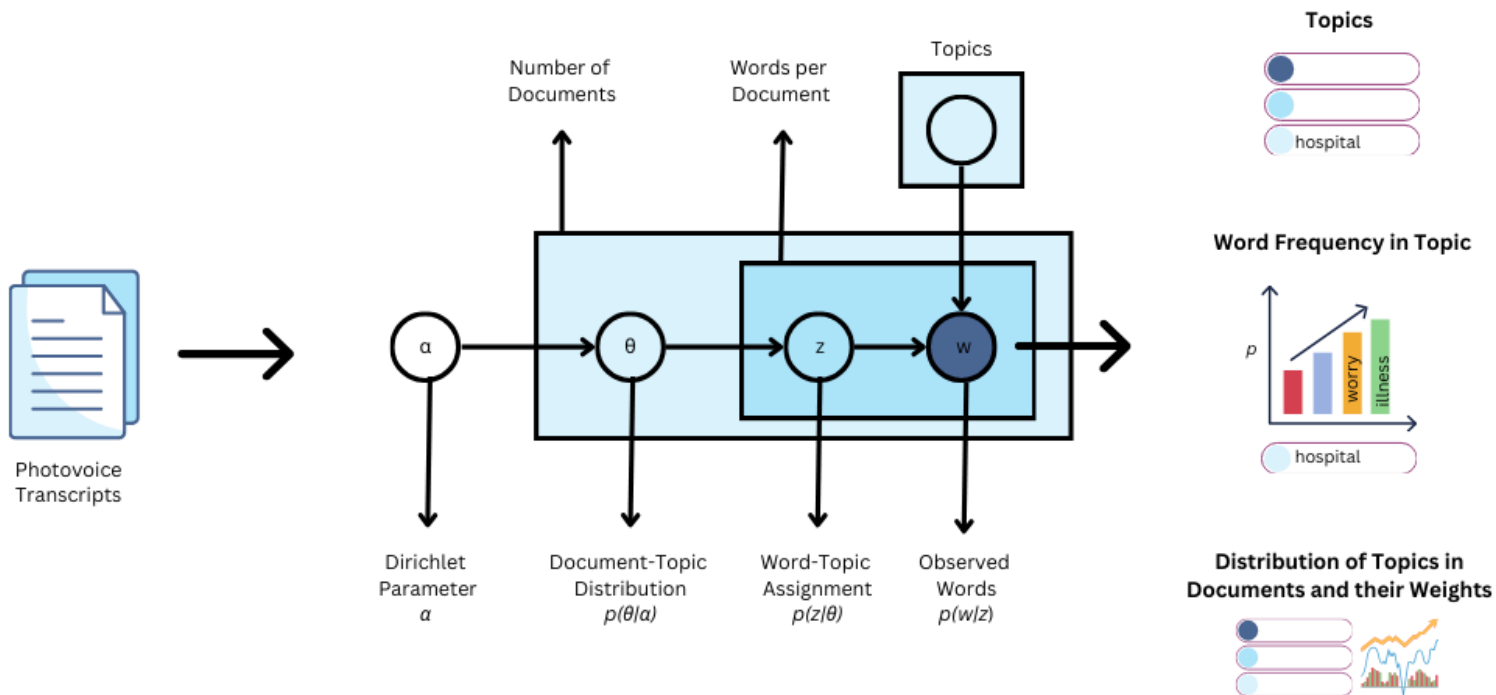 Topics
Topics
Number of
Documents
Words per
Document
hospital
Word Frequency in Topic
α
θ
z
w
p
worry
illness
hospital
Photovoice
Transcripts
Dirichlet
Parameter
α
Document-Topic
Distribution
p(θ|α)
Word-Topic
Assignment
p(z|θ)
Observed
Words
p(w|z)
Distribution of Topics in
Documents and their Weights